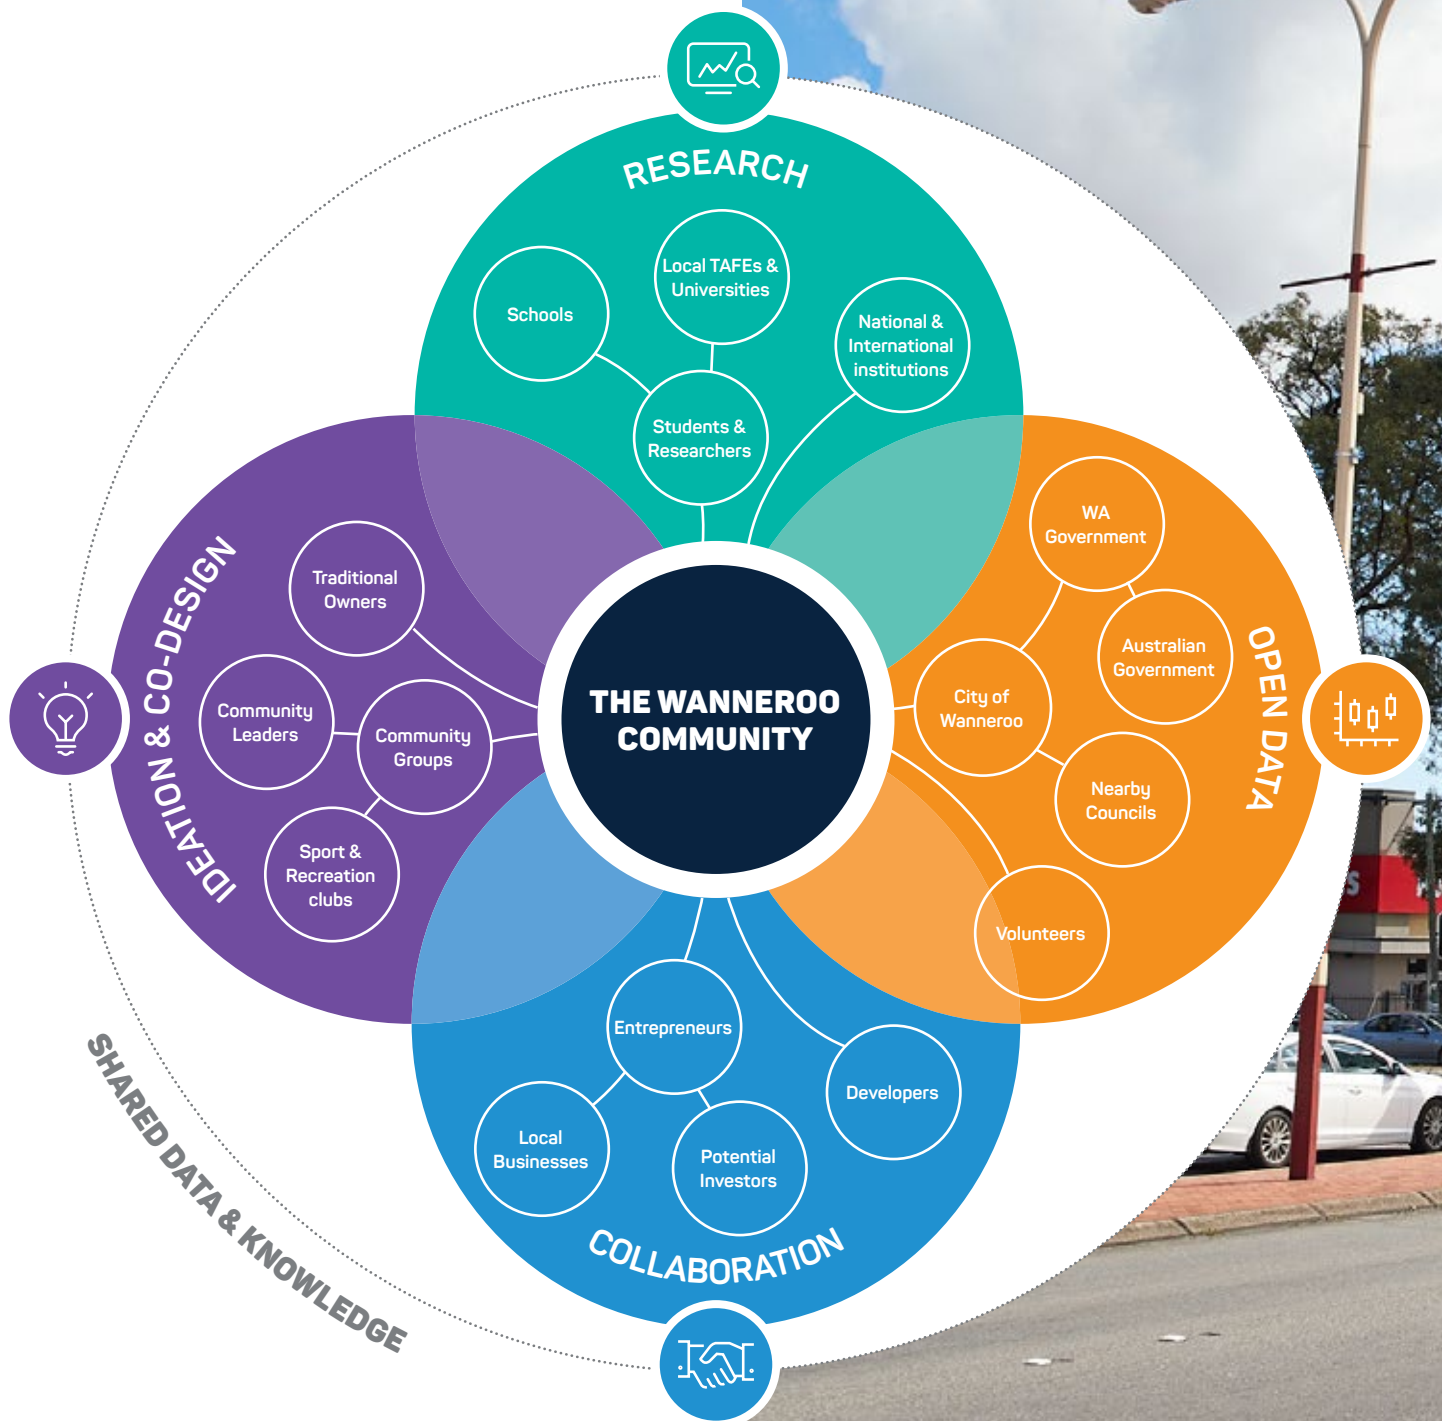 RESEARCH
Schools
Local TAFEs &
Universities
National &
International
institutions
Students &
Researchers
IDEATION & CO-DESIGN
Traditional
Owners
Community
Leaders
Community
Groups
Sport &
Recreation
clubs
THE WANNEROO
COMMUNITY
OPEN DATA
WA
Government
Australian
Government
City of
Wanneroo
Nearby
Councils
Volunteers
COLLABORATION
Entrepreneurs
Developers
Local
Businesses
Potential
Investors
SHARED DATA & KNOWLEDGE